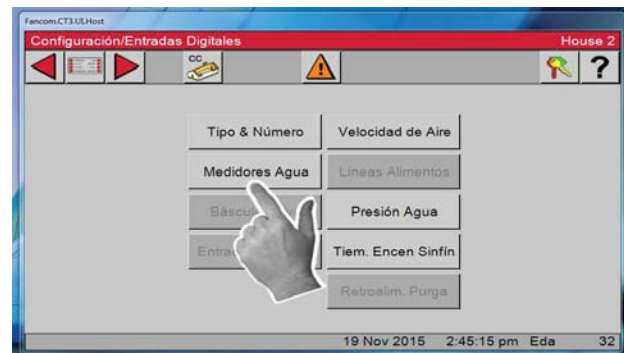 Fancom.CT3.ULHost
Configuración/Entradas Digitales House 2
CC
?
Tipo & Número Velocidad de Aire
Medidores Agua Líneas Alimentos
Presión Agua
Tiem. Encen Sinfín
Retroalim. Purga
19 Nov 2015 2:45:15 pm Eda 32